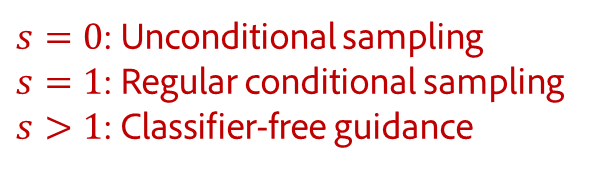 s = 0: Unconditional sampling
s = 1: Regular conditional sampling
s > 1: Classifier-free guidance